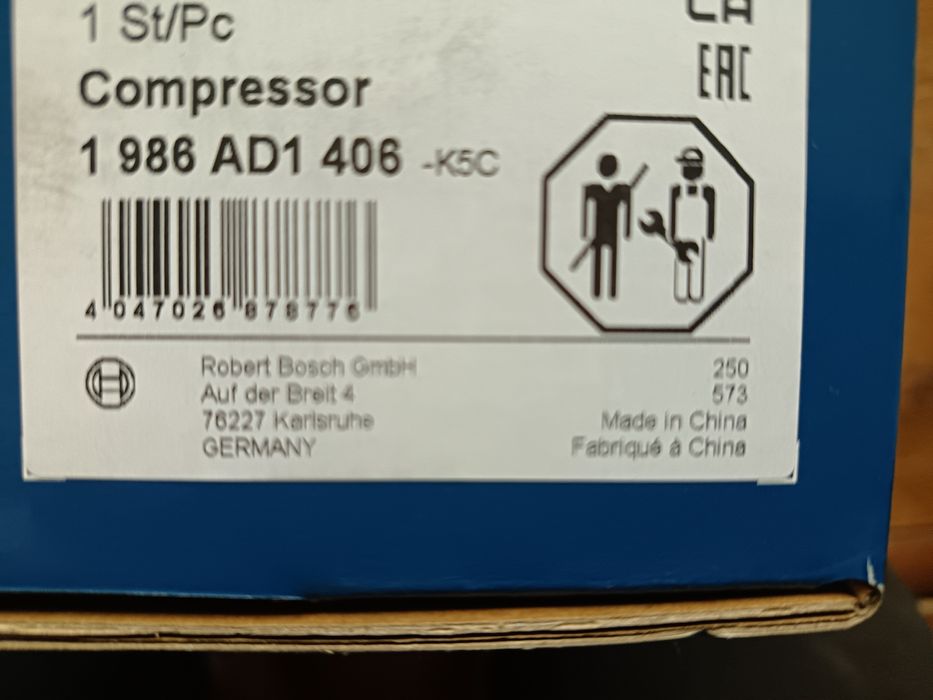 1 St/Pc
EAC
Compressor
1 986 AD1 406 -K5C
4 047026 878776
Robert Bosch GmbH
Auf der Breit 4
76227 Karlsruhe
GERMANY
250
573
Made in China
Fabriqué à China